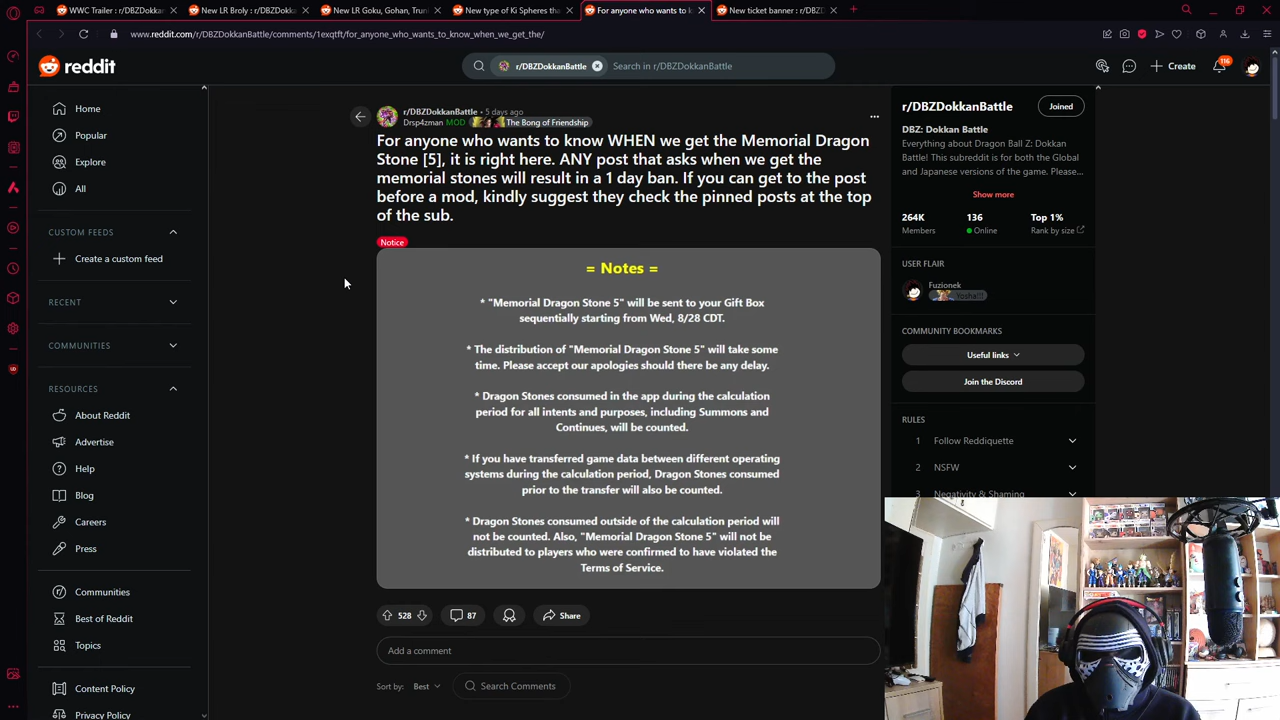 WWC Trailer : r/DBZDokkan
New LR Broly : r/DBZDokka
New LR Goku, Gohan, Trun
New type of Ki Spheres tha
For anyone who wants to k
New ticket banner : r/DBZD
www.reddit.com/r/DBZDokkanBattle/comments/1exqtft/for_anyone_who_wants_to_know_when_we_get_the/
reddit
r/DBZDokkanBattle
Search in r/DBZDokkanBattle
Create
116
Home
Popular
Explore
All
CUSTOM FEEDS
Create a custom feed
RECENT
COMMUNITIES
RESOURCES
About Reddit
Advertise
Help
Blog
Careers
Press
Communities
Best of Reddit
Topics
Content Policy
Privacy Policy
r/DBZDokkanBattle • 5 days ago
Drsp4zman MOD The Bong of Friendship
For anyone who wants to know WHEN we get the Memorial Dragon
Stone [5], it is right here. ANY post that asks when we get the
memorial stones will result in a 1 day ban. If you can get to the post
before a mod, kindly suggest they check the pinned posts at the top
of the sub.
Notice
= Notes =
* "Memorial Dragon Stone 5" will be sent to your Gift Box
sequentially starting from Wed, 8/28 CDT.
* The distribution of "Memorial Dragon Stone 5" will take some
time. Please accept our apologies should there be any delay.
* Dragon Stones consumed in the app during the calculation
period for all intents and purposes, including Summons and
Continues, will be counted.
* If you have transferred game data between different operating
systems during the calculation period, Dragon Stones consumed
prior to the transfer will also be counted.
* Dragon Stones consumed outside of the calculation period will
not be counted. Also, "Memorial Dragon Stone 5" will not be
distributed to players who were confirmed to have violated the
Terms of Service.
528
87
Share
Add a comment
Sort by: Best
Search Comments
r/DBZDokkanBattle
Joined
DBZ: Dokkan Battle
Everything about Dragon Ball Z: Dokkan
Battle! This subreddit is for both the Global
and Japanese versions of the game. Please...
Show more
264K
136
Top 1%
Members
Online
Rank by size
USER FLAIR
Fuzionek
COMMUNITY BOOKMARKS
Useful links
Join the Discord
RULES
1 Follow Reddiquette
2 NSFW
3 Negativity & Shaming